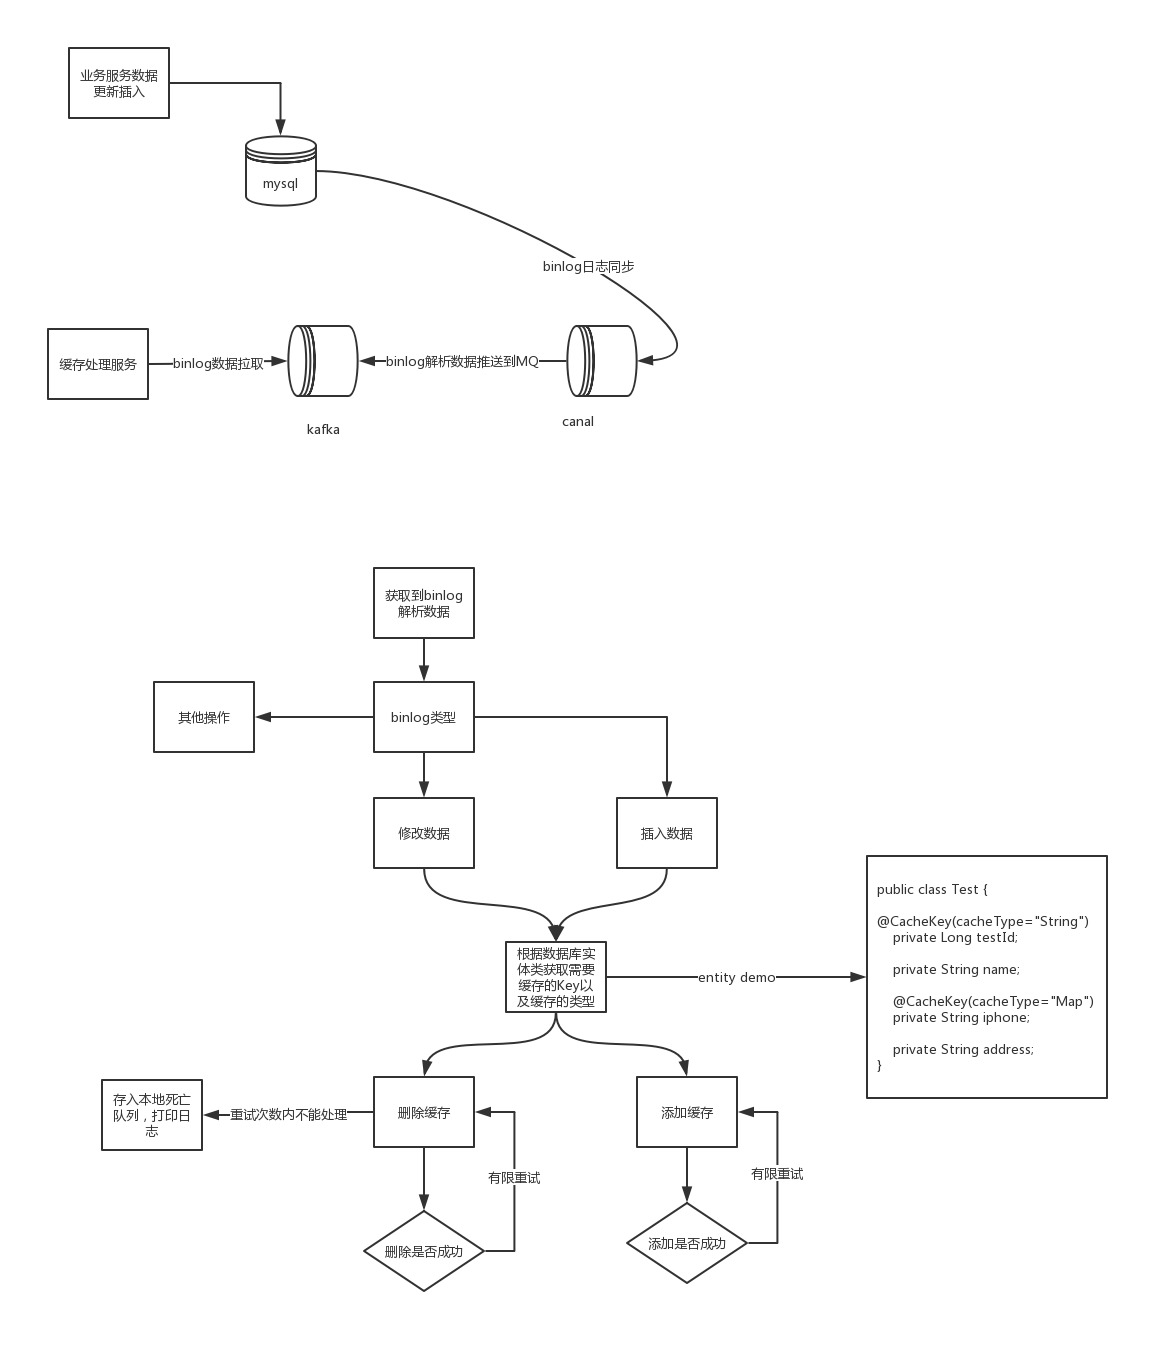 业务服务数据
更新插入
mysql
binlog日志同步
缓存处理服务
binlog数据拉取
binlog解析数据推送到MQ
kafka
canal
获取到binlog
解析数据
其他操作
binlog类型
修改数据
插入数据
根据数据库实
体类获取需要
缓存的Key以
及缓存的类型
entity demo
public class Test {
@CacheKey(cacheType="String")
private Long testId;
private String name;
@CacheKey(cacheType="Map")
private String iphone;
private String address;
}
存入本地死亡
队列，打印日
志
重试次数内不能处理
删除缓存
添加缓存
有限重试
有限重试
删除是否成功
添加是否成功